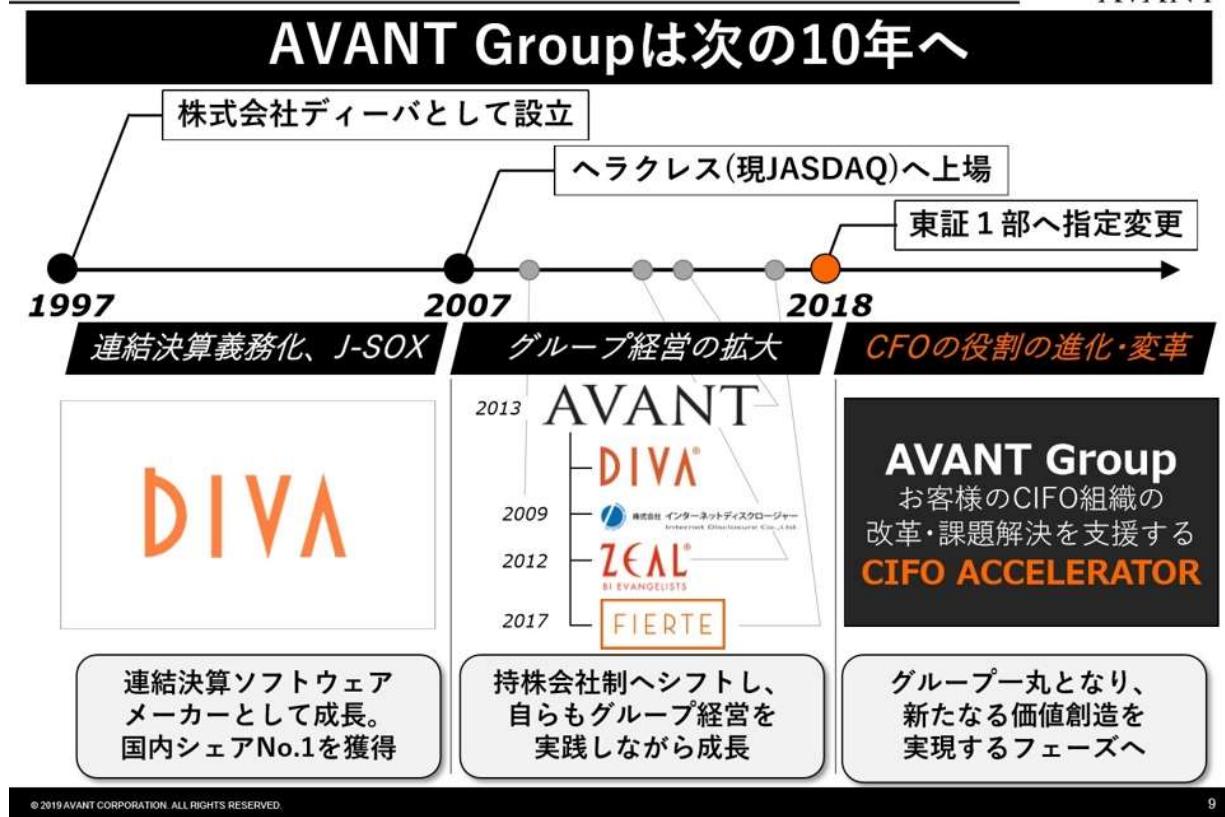 AVANT
AVANT Groupは次の10年へ
株式会社ディーバとして設立
ヘラクレス(現JASDAQ)へ上場
東証１部へ指定変更
1997
2007
2018
連結決算義務化、J-SOX
グループ経営の拡大
CFOの役割の進化･変革
DIVA
2013 AVANT
DIVA®
2009 株式会社 インターネットディスクロージャー
Internet Disclosure Co.,Ltd
2012 ZEAL®
BI EVANGELISTS
2017 FIERTE
AVANT Group
お客様のCIFO組織の
改革･課題解決を支援する
CIFO ACCELERATOR
連結決算ソフトウェア
メーカーとして成長。
国内シェアNo.1を獲得
持株会社制へシフトし、
自らもグループ経営を
実践しながら成長
グループ一丸となり、
新たなる価値創造を
実現するフェーズへ
© 2019 AVANT CORPORATION. ALL RIGHTS RESERVED.
9